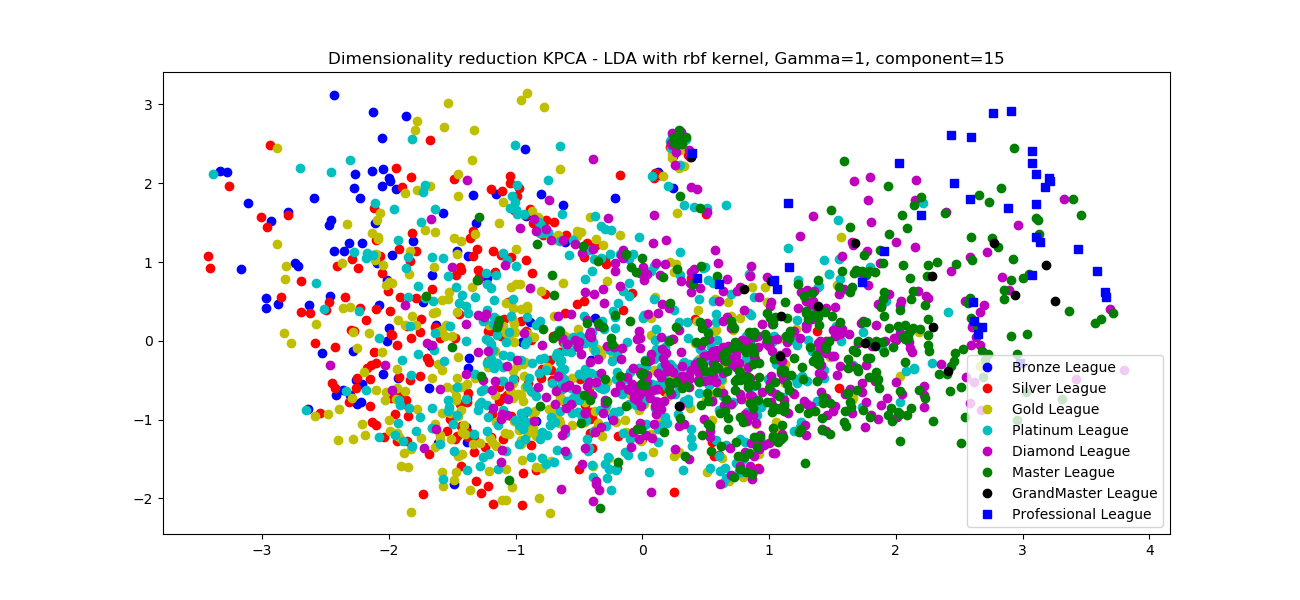 Dimensionality reduction KPCA - LDA with rbf kernel, Gamma=1, component=15
3
2
1
0
−1
−2
−3 −2 −1 0 1 2 3 4
Bronze League
Silver League
Gold League
Platinum League
Diamond League
Master League
GrandMaster League
Professional League